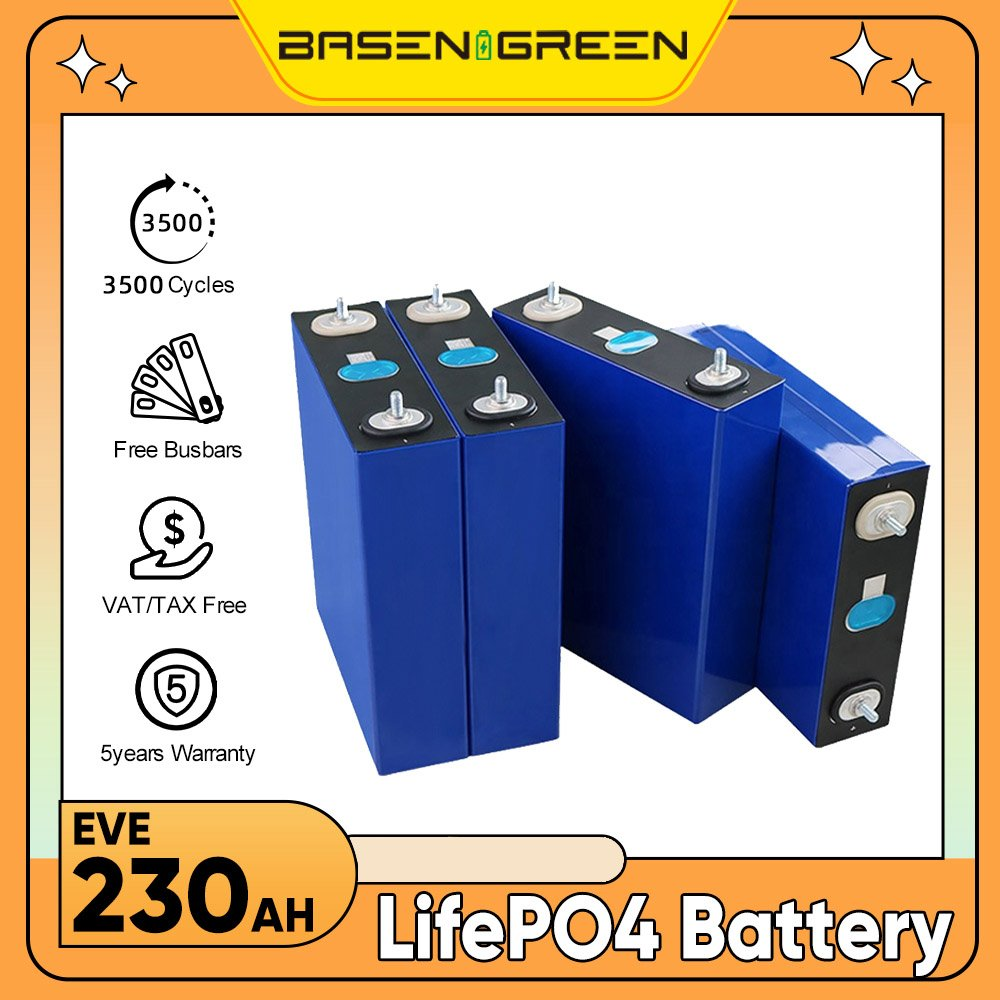 BASEN GREEN
3500
3500 Cycles
Free Busbars
$
VAT/TAX Free
5
5years Warranty
EVE
230AH
LifePO4 Battery